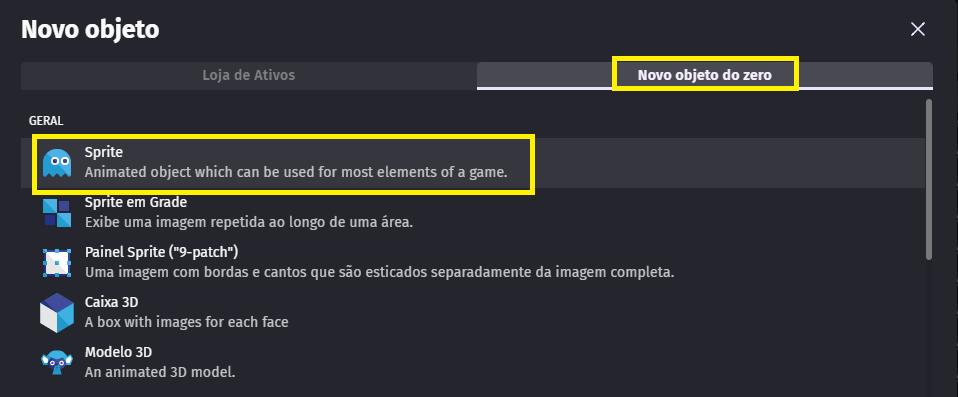 Novo objeto
Loja de Ativos
Novo objeto do zero
GERAL
Sprite
Animated object which can be used for most elements of a game.
Sprite em Grade
Exibe uma imagem repetida ao longo de uma área.
Painel Sprite ("9-patch")
Uma imagem com bordas e cantos que são esticados separadamente da imagem completa.
Caixa 3D
A box with images for each face
Modelo 3D
An animated 3D model.